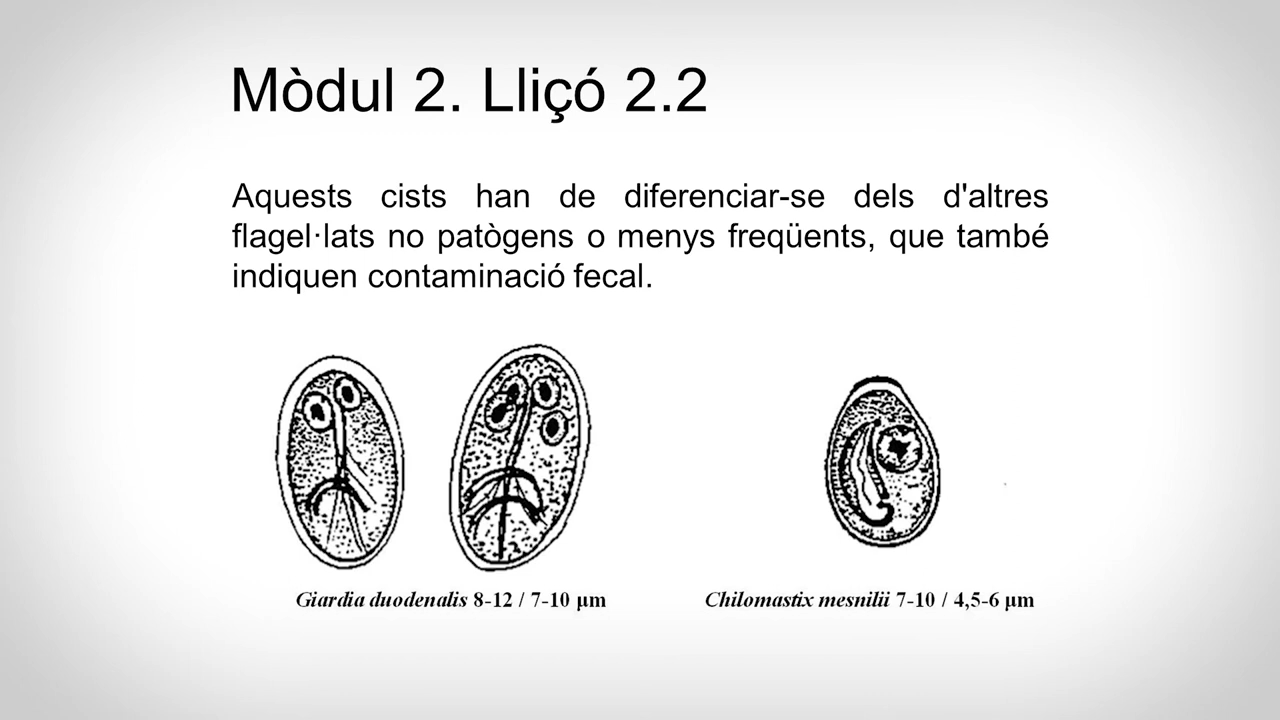 Mòdul 2. Lliçó 2.2
Aquests cists han de diferenciar-se dels d'altres
flagel·lats no patògens o menys freqüents, que també
indiquen contaminació fecal.
Giardia duodenalis 8-12 / 7-10 µm
Chilomastix mesnilii 7-10 / 4,5-6 µm